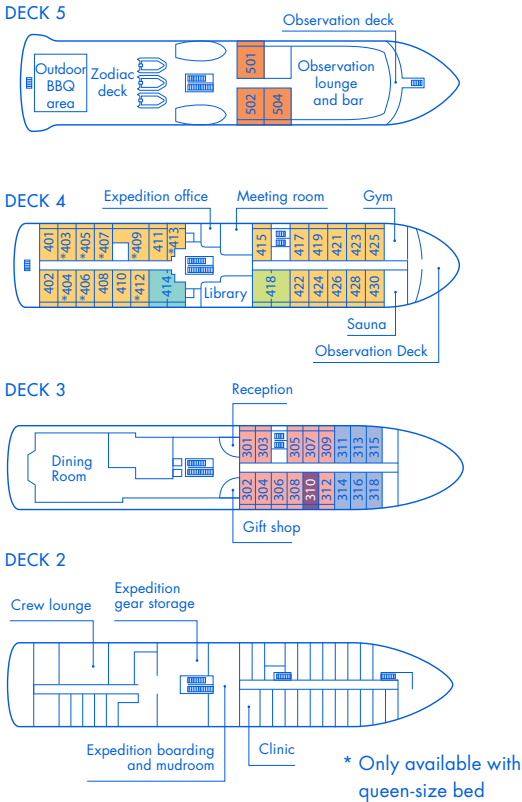 DECK 5
Observation deck
Outdoor
BBQ
area
Zodiac
deck
501
502
504
Observation
lounge
and bar
DECK 4
Expedition office
Meeting room
Gym
401
*403
*405
*407
*409
411
*413
415
417
419
421
423
425
402
*404
*406
408
410
*412
414
Library
418
422
424
426
428
430
Sauna
Observation Deck
DECK 3
Reception
Dining
Room
301
303
305
307
309
311
313
315
302
304
306
308
310
312
314
316
318
Gift shop
DECK 2
Crew lounge
Expedition
gear storage
Expedition boarding
and mudroom
Clinic
* Only available with
queen-size bed